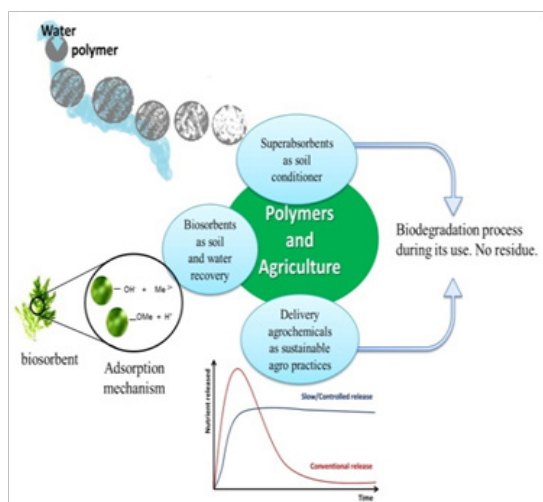 Water
polymer
Superabsorbents
as soil
conditioner
Polymers
and
Agriculture
Biosorbents
as soil
and water
recovery
Biodegradation process
during its use. No residue.
Delivery
agrochemicals
as sustainable
agro practices
OH + Me
OMe + H⁺
biosorbent
Adsorption
mechanism
Nutrient released
Slow/Controlled release
Conventional release
Time